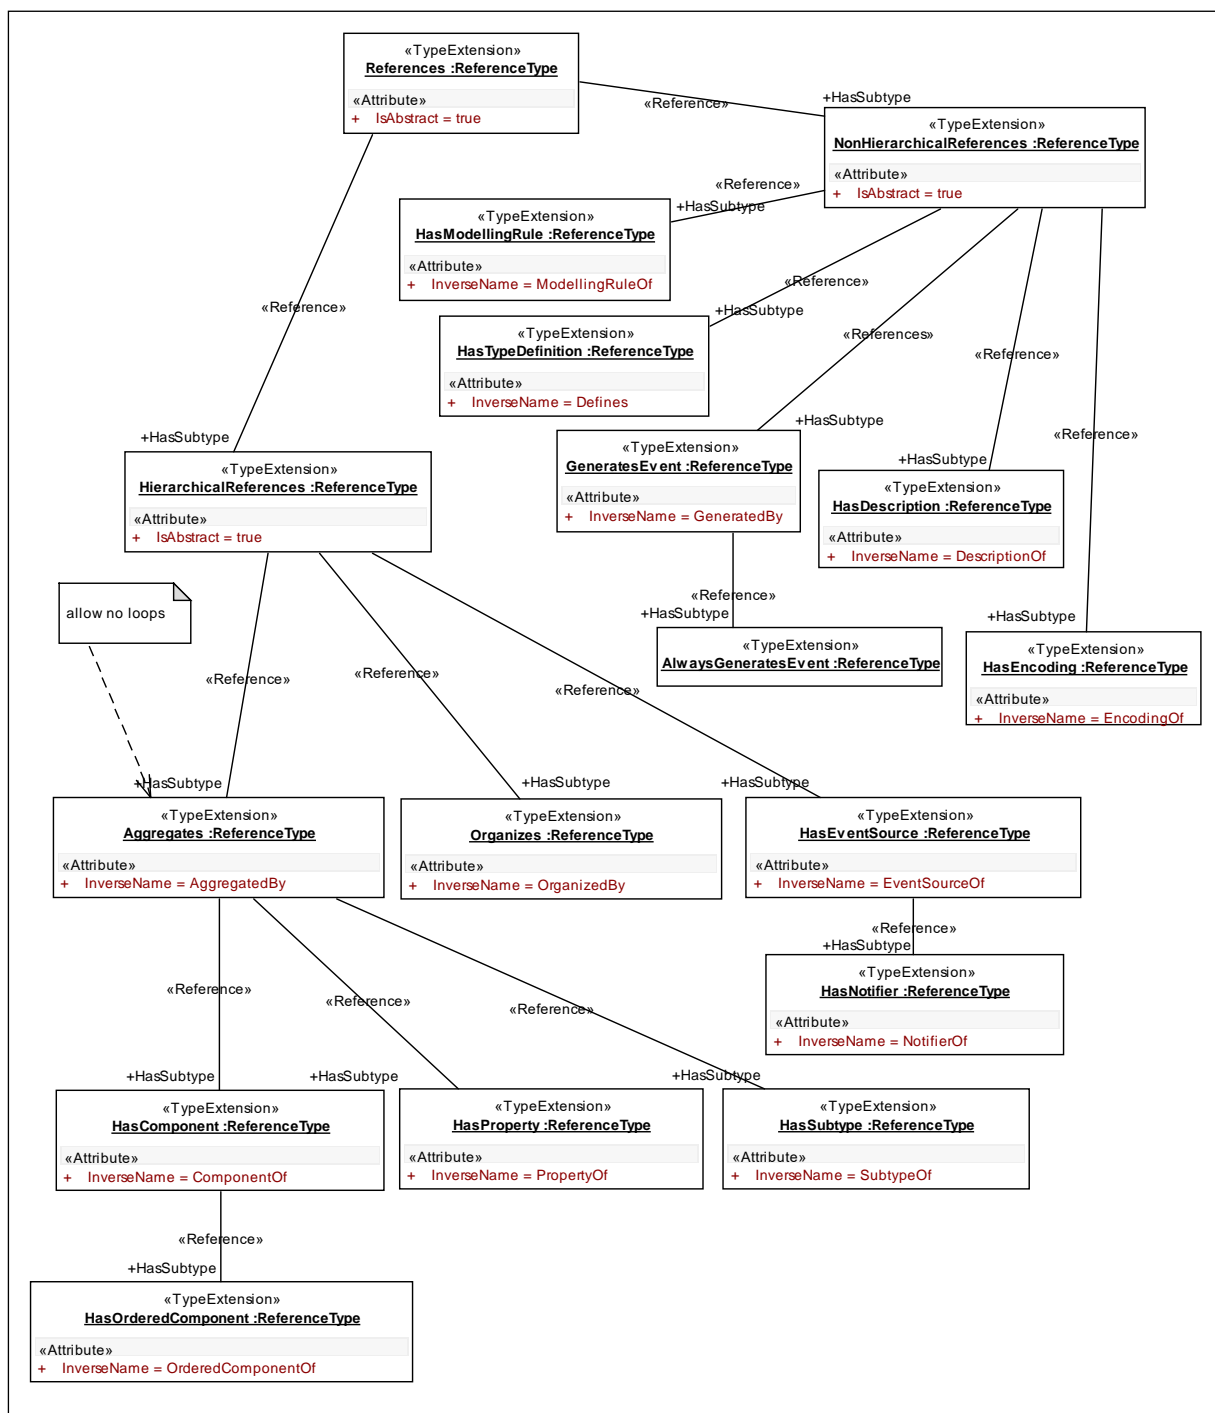 «TypeExtension»
References :ReferenceType
«Attribute»
+ IsAbstract = true
«Reference»
+HasSubtype
«TypeExtension»
NonHierarchicalReferences :ReferenceType
«Attribute»
+ IsAbstract = true
«Reference»
+HasSubtype
«TypeExtension»
HasModellingRule :ReferenceType
«Attribute»
+ InverseName = ModellingRuleOf
«Reference»
+HasSubtype
«TypeExtension»
HasTypeDefinition :ReferenceType
«Attribute»
+ InverseName = Defines
«References»
+HasSubtype
«TypeExtension»
GeneratesEvent :ReferenceType
«Attribute»
+ InverseName = GeneratedBy
«Reference»
+HasSubtype
«TypeExtension»
HasDescription :ReferenceType
«Attribute»
+ InverseName = DescriptionOf
«Reference»
+HasSubtype
«TypeExtension»
HasEncoding :ReferenceType
«Attribute»
+ InverseName = EncodingOf
«Reference»
+HasSubtype
«TypeExtension»
AlwaysGeneratesEvent :ReferenceType
«Reference»
+HasSubtype
«TypeExtension»
HierarchicalReferences :ReferenceType
«Attribute»
+ IsAbstract = true
allow no loops
«Reference»
+HasSubtype
«TypeExtension»
Aggregates :ReferenceType
«Attribute»
+ InverseName = AggregatedBy
«Reference»
+HasSubtype
«TypeExtension»
Organizes :ReferenceType
«Attribute»
+ InverseName = OrganizedBy
«Reference»
+HasSubtype
«TypeExtension»
HasEventSource :ReferenceType
«Attribute»
+ InverseName = EventSourceOf
«Reference»
+HasSubtype
«TypeExtension»
HasNotifier :ReferenceType
«Attribute»
+ InverseName = NotifierOf
«Reference»
+HasSubtype
«TypeExtension»
HasComponent :ReferenceType
«Attribute»
+ InverseName = ComponentOf
«Reference»
+HasSubtype
«TypeExtension»
HasProperty :ReferenceType
«Attribute»
+ InverseName = PropertyOf
«Reference»
+HasSubtype
«TypeExtension»
HasSubtype :ReferenceType
«Attribute»
+ InverseName = SubtypeOf
«Reference»
+HasSubtype
«TypeExtension»
HasOrderedComponent :ReferenceType
«Attribute»
+ InverseName = OrderedComponentOf